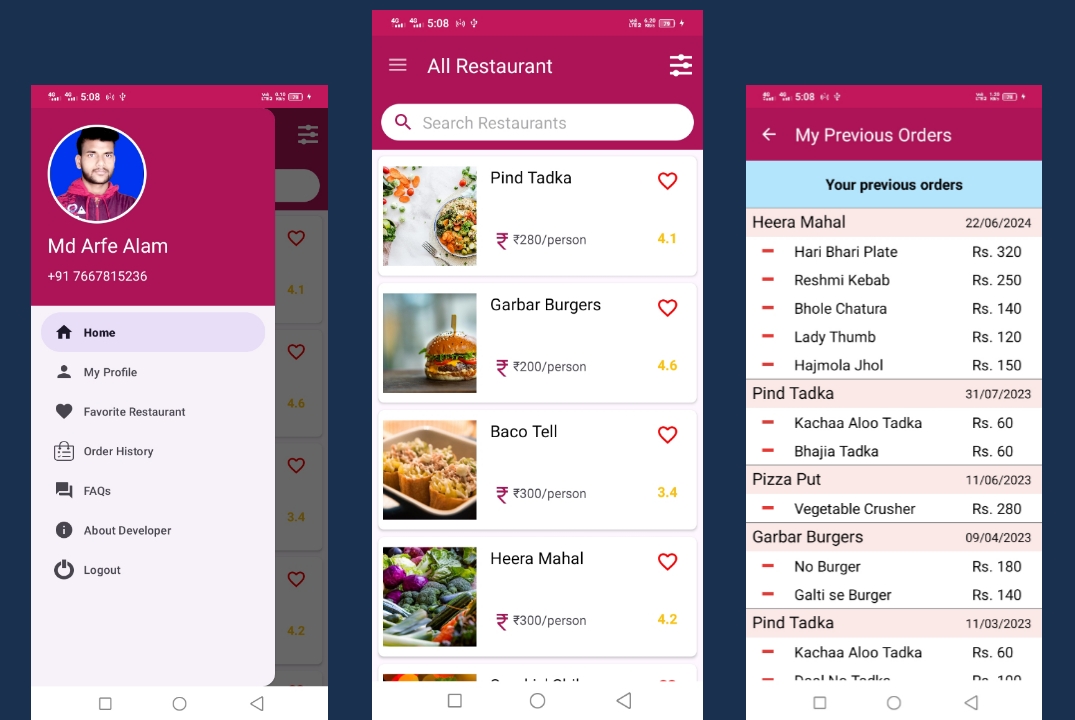 5:08
Md Arfe Alam
+91 7667815236
Home
My Profile
Favorite Restaurant
Order History
FAQs
About Developer
Logout
4.1
4.6
3.4
4.2
5:08
All Restaurant
Search Restaurants
Pind Tadka
₹280/person
4.1
Garbar Burgers
₹200/person
4.6
Baco Tell
₹300/person
3.4
Heera Mahal
₹300/person
4.2
5:08
My Previous Orders
Your previous orders
Heera Mahal 22/06/2024
Hari Bhari Plate Rs. 320
Reshmi Kebab Rs. 250
Bhole Chatura Rs. 140
Lady Thumb Rs. 120
Hajmola Jhol Rs. 150
Pind Tadka 31/07/2023
Kachaa Aloo Tadka Rs. 60
Bhajia Tadka Rs. 60
Pizza Put 11/06/2023
Vegetable Crusher Rs. 280
Garbar Burgers 09/04/2023
No Burger Rs. 180
Galti se Burger Rs. 140
Pind Tadka 11/03/2023
Kachaa Aloo Tadka Rs. 60